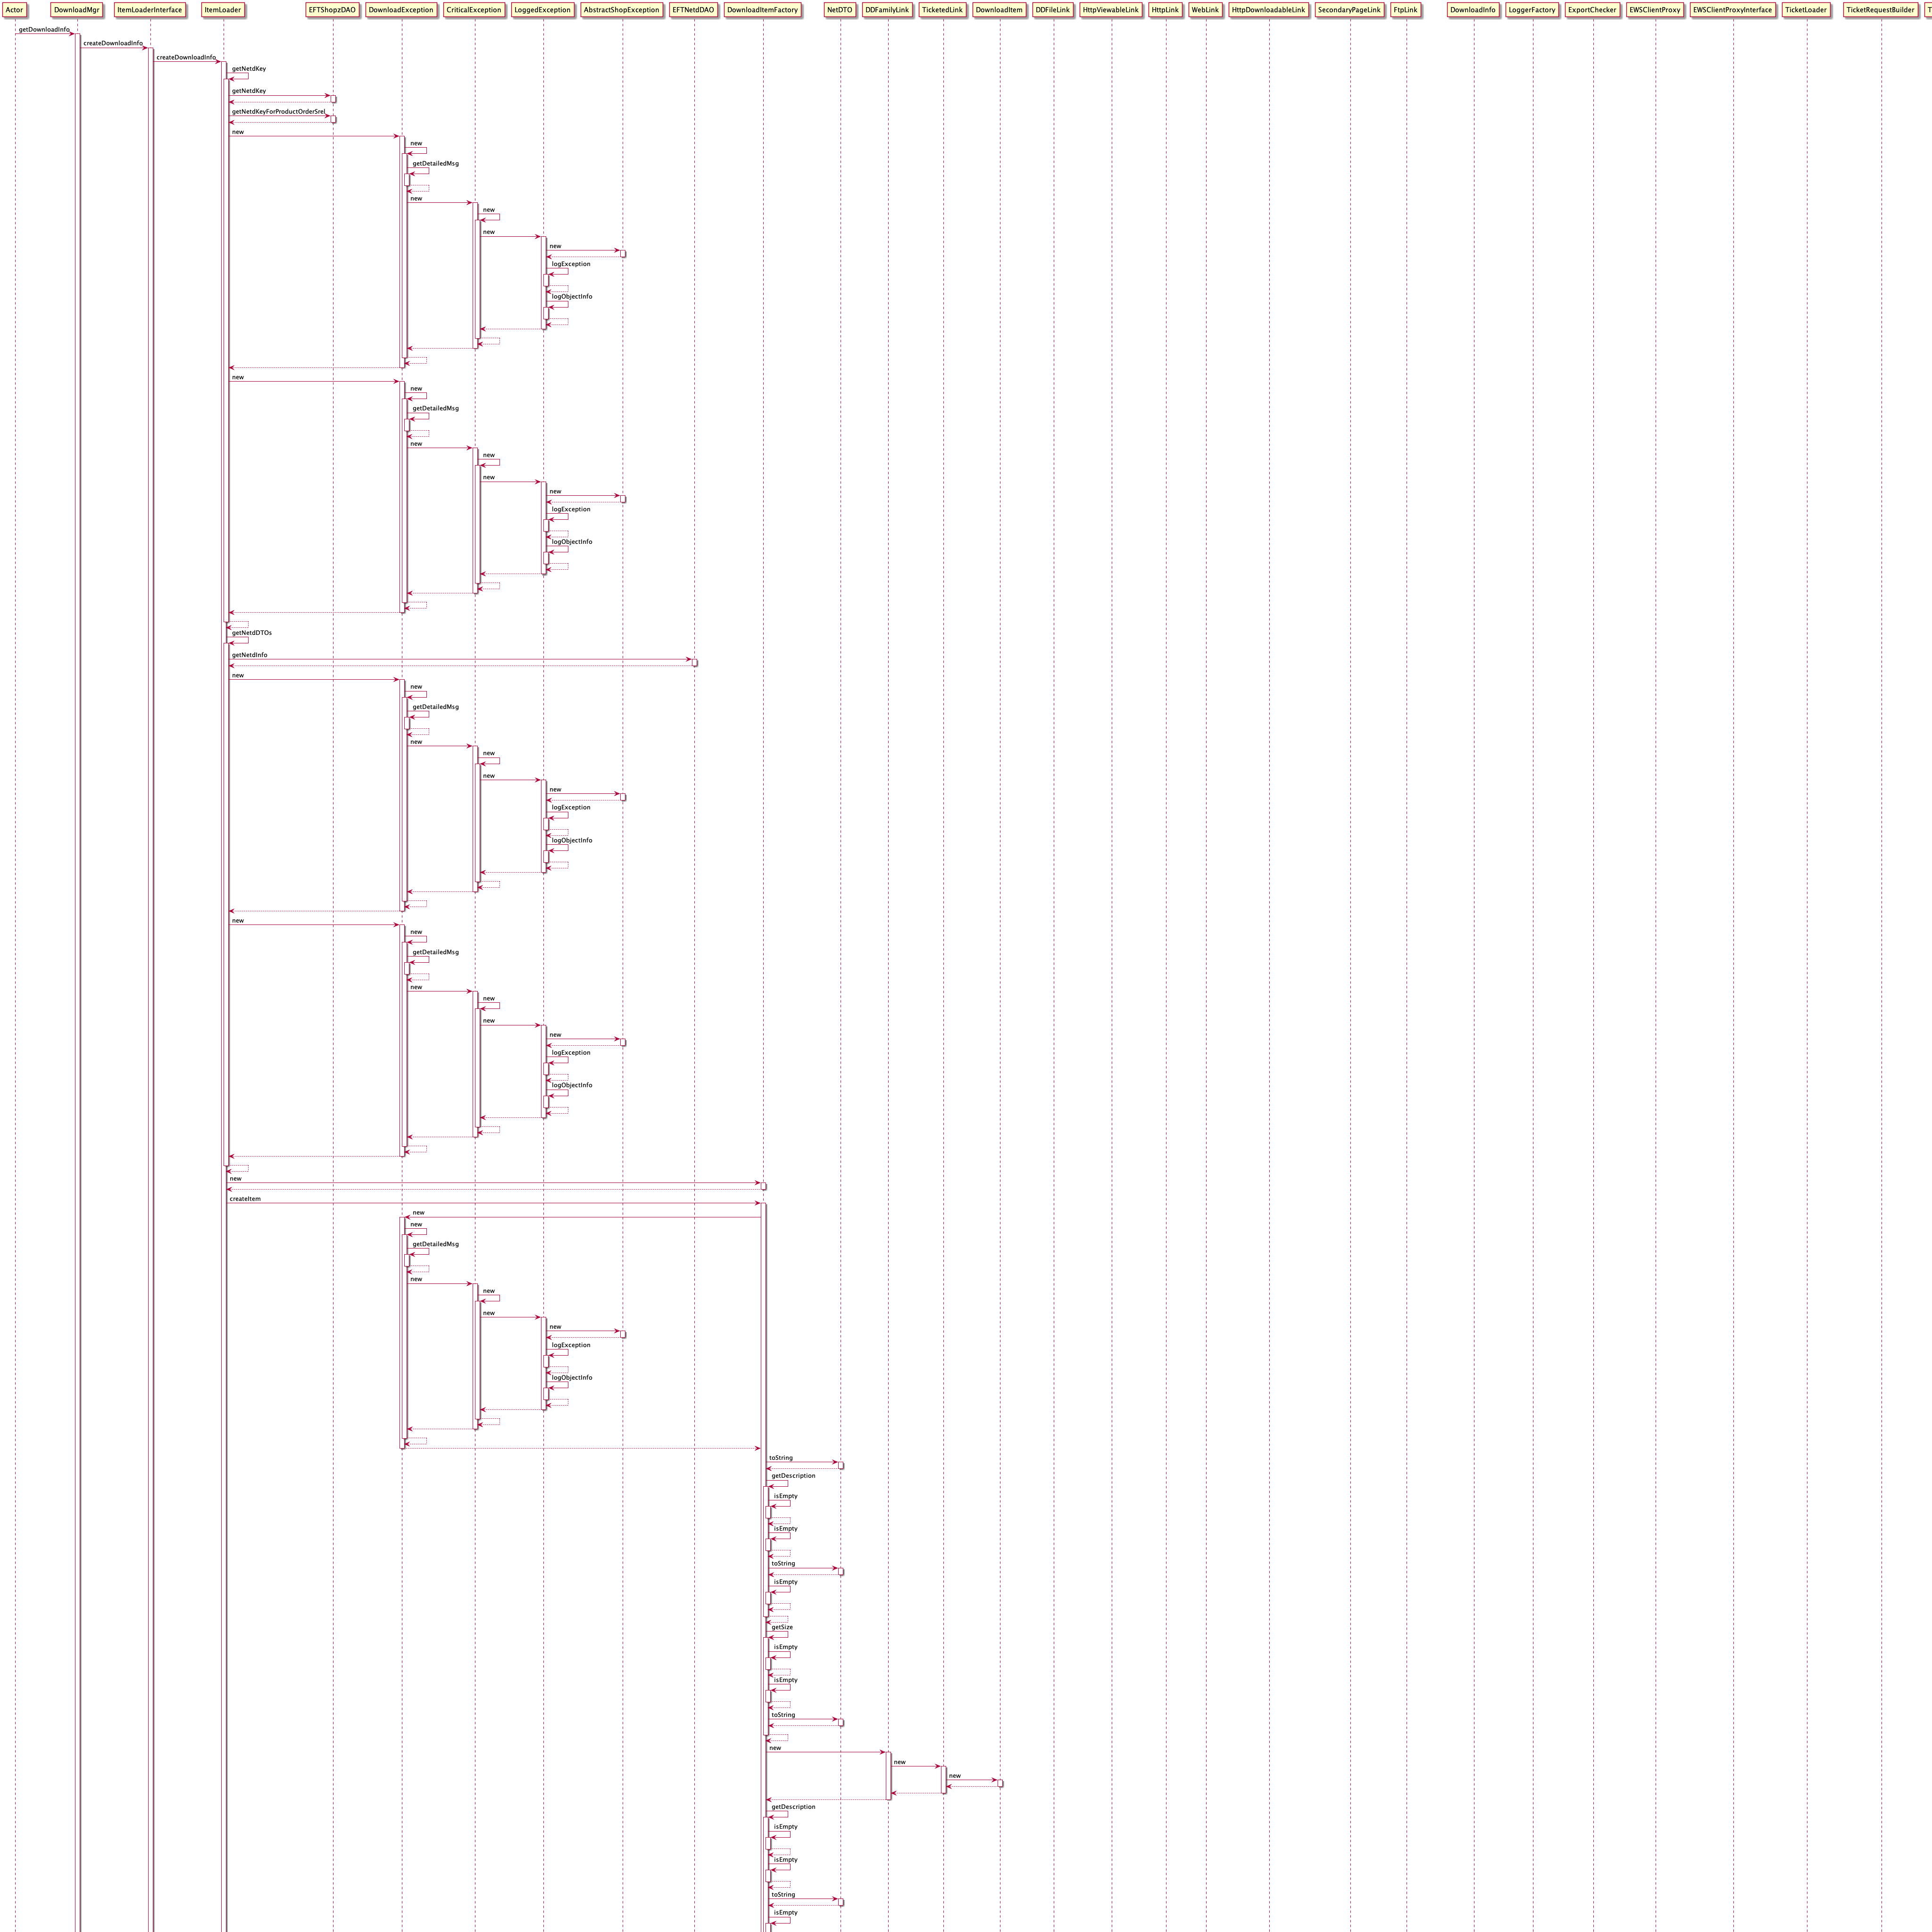 Actor DownloadMgr ItemLoaderInterface ItemLoader EFTShopzDAO DownloadException CriticalException LoggedException AbstractShopException EFTNetdDAO DownloadItemFactory NetDTO DDFamilyLink TicketedLink DownloadItem DDFileLink HttpViewableLink HttpLink WebLink HttpDownloadableLink SecondaryPageLink FtpLink DownloadInfo LoggerFactory ExportChecker EWSClientProxy EWSClientProxyInterface TicketLoader TicketRequestBuilder
getDownloadInfo
createDownloadInfo
createDownloadInfo
getNetdKey
getNetdKey
getNetdKeyForProductOrderSrel
new
new
getDetailedMsg
new
new
new
new
logException
logObjectInfo
new
new
getDetailedMsg
new
new
new
new
logException
logObjectInfo
getNetdDTOs
getNetdInfo
new
new
getDetailedMsg
new
new
new
new
logException
logObjectInfo
new
new
getDetailedMsg
new
new
new
new
logException
logObjectInfo
new
createItem
new
new
getDetailedMsg
new
new
new
new
logException
logObjectInfo
toString
getDescription
isEmpty
isEmpty
toString
isEmpty
getSize
isEmpty
isEmpty
toString
new
new
new
getDescription
isEmpty
isEmpty
toString
isEmpty